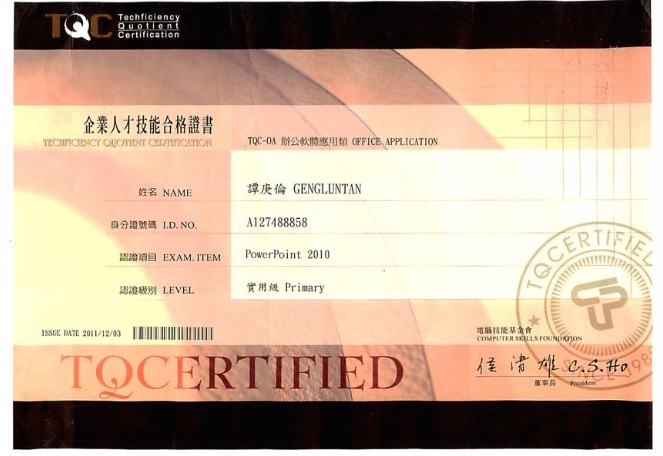 TQC Techficiency
Quotient
Certification
企業人才技能合格證書
TECHFICIENCY QUOTIENT CERTIFICATION
TQC-OA 辦公軟體應用類 OFFICE APPLICATION
姓名 NAME 譚庚倫 GENGLUNTAN
身分證號碼 I.D. NO. A127488858
認證項目 EXAM. ITEM PowerPoint 2010
認證級別 LEVEL 實用級 Primary
TQCERTIFIED
ISSUE DATE 2011/12/03
電腦技能基金會
COMPUTER SKILLS FOUNDATION
TQCERTIFIED
侯清雄 C.S.Ho
董事長 President